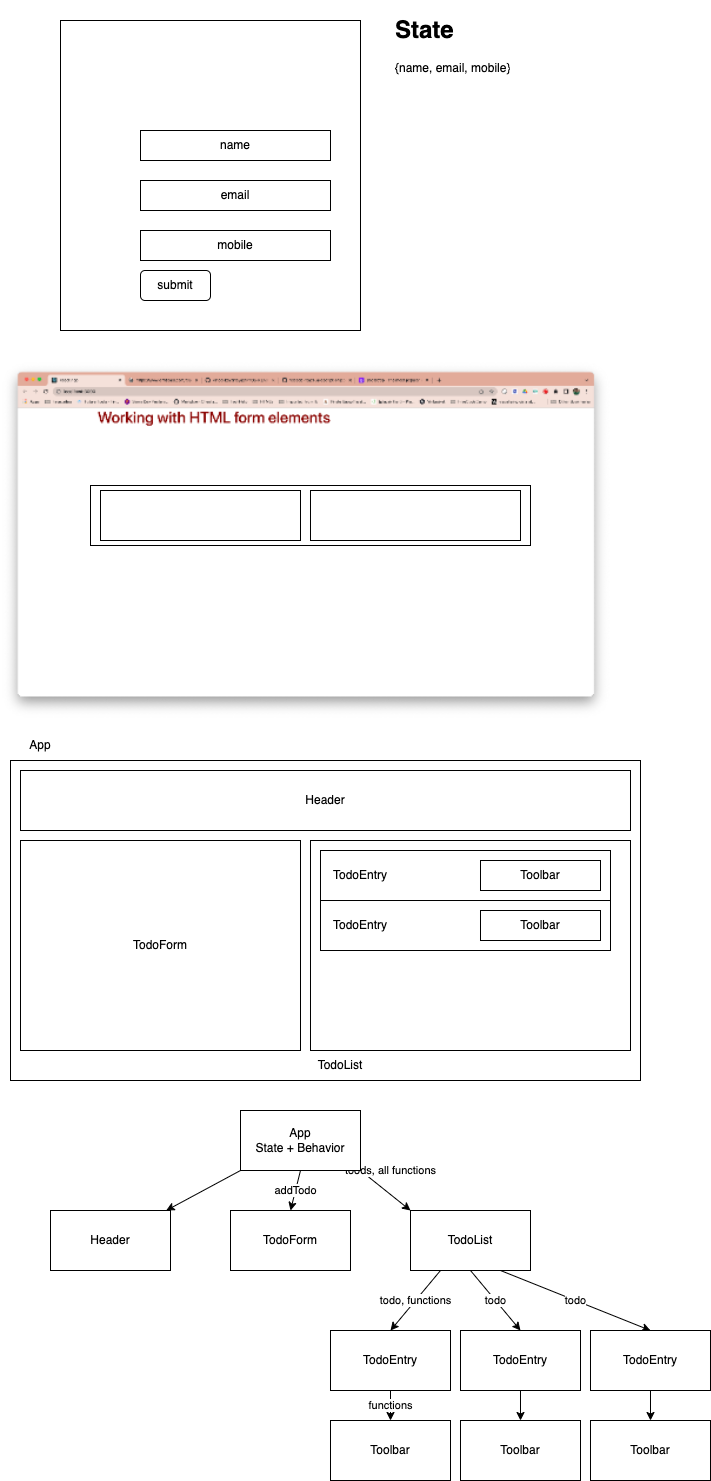 State
{name, email, mobile}
name
email
mobile
submit
Working with HTML form elements
App
Header
TodoForm
TodoEntry
Toolbar
TodoEntry
Toolbar
TodoList
App
State + Behavior
all functions
addTodo
Header
TodoForm
TodoList
todo, functions
todo
todo
TodoEntry
TodoEntry
TodoEntry
functions
Toolbar
Toolbar
Toolbar